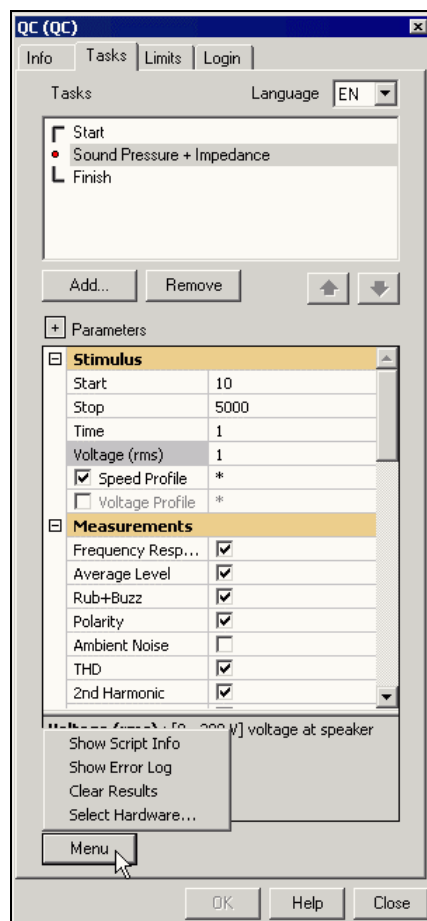 QC (QC)
Info Tasks Limits Login
Tasks Language EN
Start
Sound Pressure + Impedance
Finish
Add... Remove
+ Parameters
Stimulus
Start 10
Stop 5000
Time 1
Voltage (rms) 1
Speed Profile *
Voltage Profile *
Measurements
Frequency Resp...
Average Level
Rub+Buzz
Polarity
Ambient Noise
THD
2nd Harmonic
V] voltage at speaker
Show Script Info
Show Error Log
Clear Results
Select Hardware...
Menu
OK Help Close